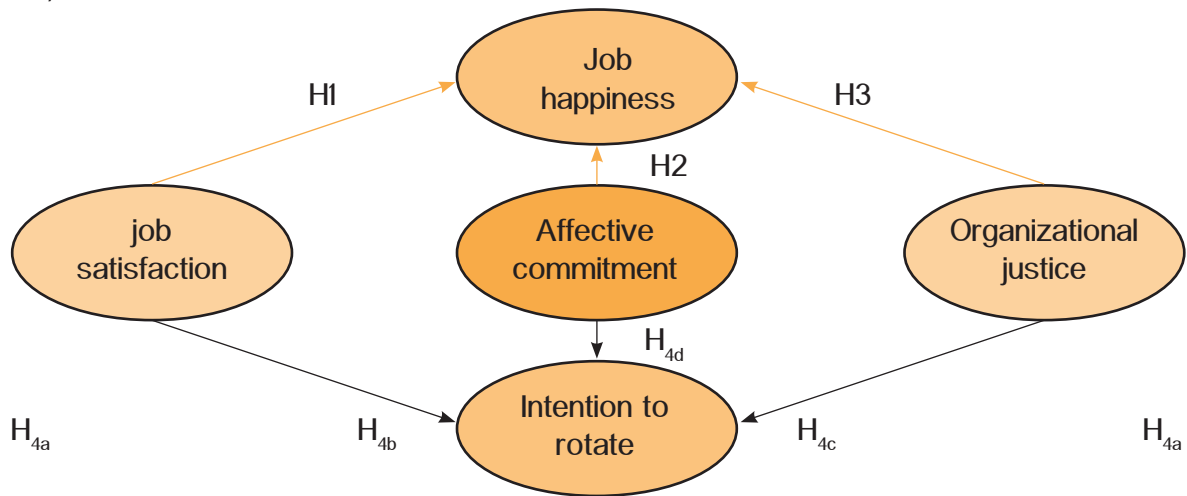 Job
happiness
H1
H3
H2
job
satisfaction
Affective
commitment
Organizational
justice
H4d
Intention to
rotate
H4a
H4b
H4c
H4a